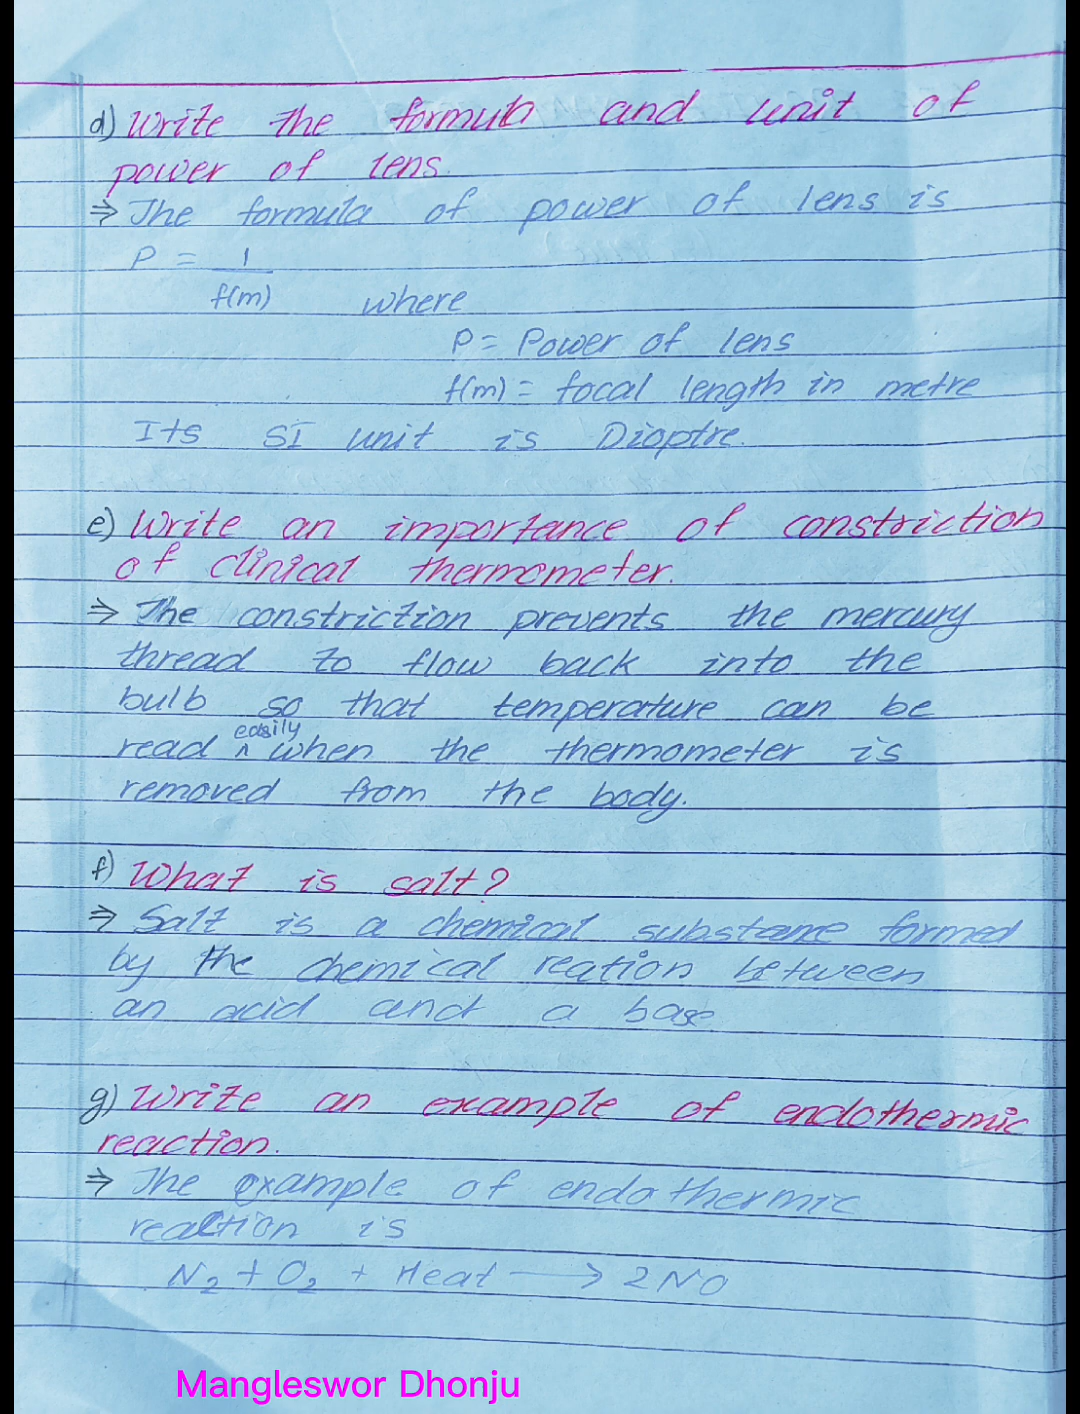 d) Write the formula and unit of
power of lens.
⇒ The formula of power of lens is
P = 1
f(m) where
P = Power of lens
f(m) = focal length in metre
Its SI unit is Dioptre.
e) Write an importance of constriction
of clinical thermometer.
⇒ The constriction prevents the mercury
thread to flow back into the
bulb so that temperature can be
easily
read ^ when the thermometer is
removed from the body.
f) What is salt?
⇒ Salt is a chemical substance formed
by the chemical reation between
an acid and a base
g) Write an example of endothermic
reaction.
⇒ The example of endothermic
reaction is
N₂ + O₂ + Heat ⟶ 2NO
Mangleswor Dhonju